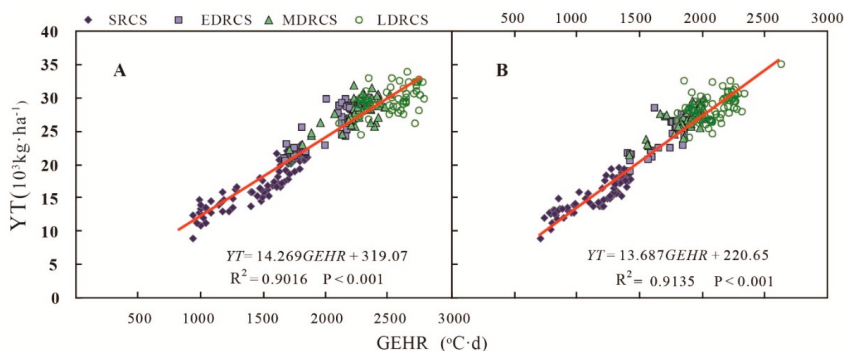 SRCS EDRCS MDRCS LDRCS
500 1000 1500 2000 2500 3000
40
35
30
25
20
15
10
5
0
YT(10³kg·ha⁻¹)
A
YT=14.269GEHR+319.07
R²=0.9016 P<0.001
B
YT=13.687GEHR+220.65
R²= 0.9135 P<0.001
500 1000 1500 2000 2500 3000
GEHR (°C·d)